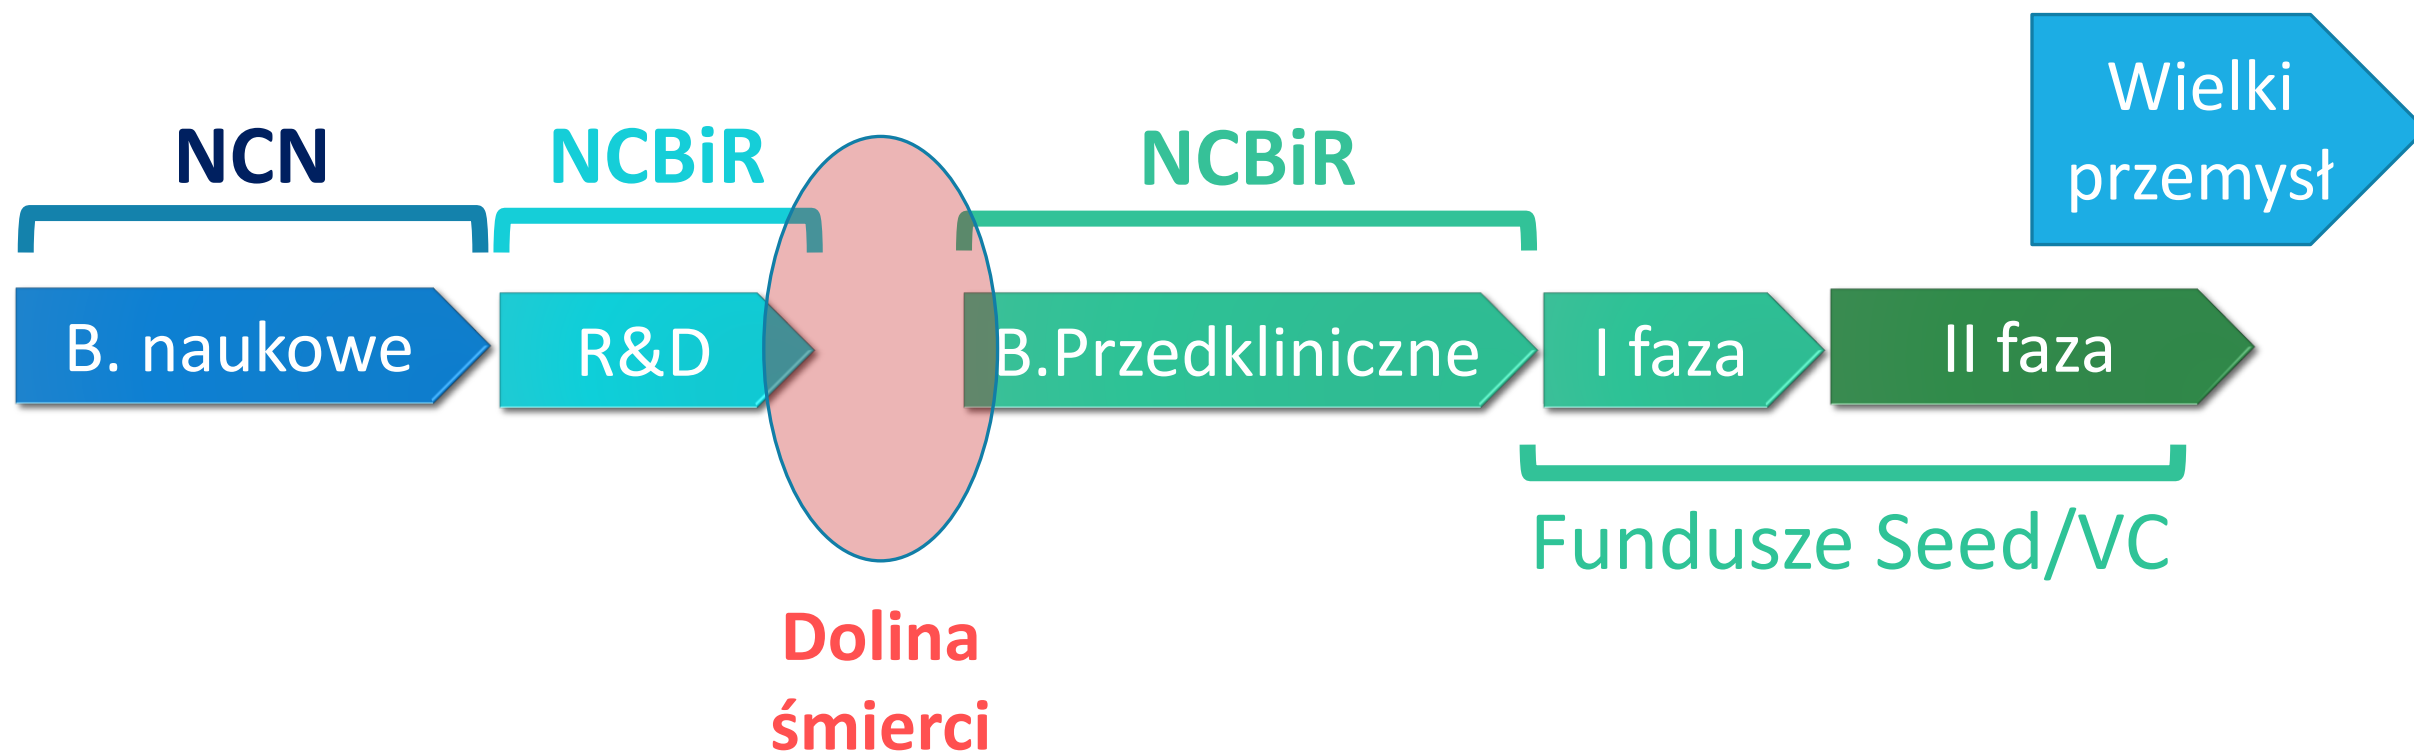 Wielki
przemysł
NCN
NCBiR
NCBiR
B. naukowe
R&D
B.Przedkliniczne
I faza
II faza
Fundusze Seed/VC
Dolina
śmierci